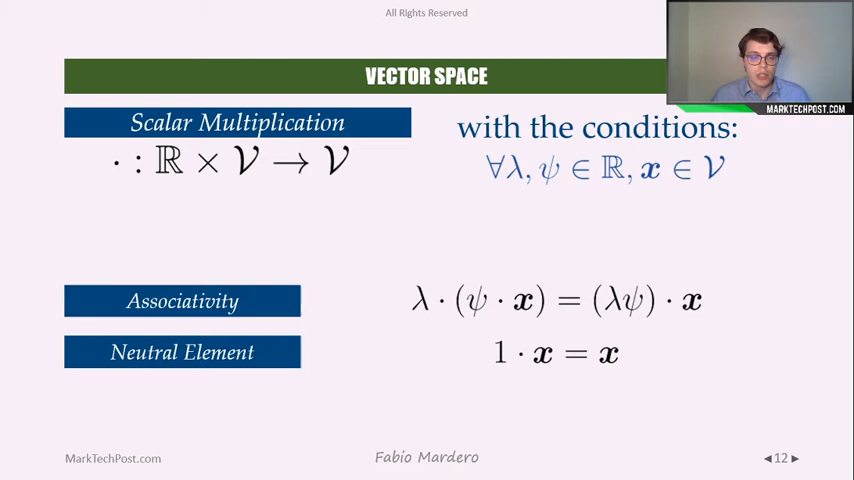 All Rights Reserved
VECTOR SPACE
MARKTECHPOST.COM
Scalar Multiplication
with the conditions:
· : ℝ × 𝒱 → 𝒱
∀λ, ψ ∈ ℝ, 𝒙 ∈ 𝒱
Associativity
λ · (ψ · 𝒙) = (λψ) · 𝒙
Neutral Element
1 · 𝒙 = 𝒙
MarkTechPost.com
Fabio Mardero
◄12►